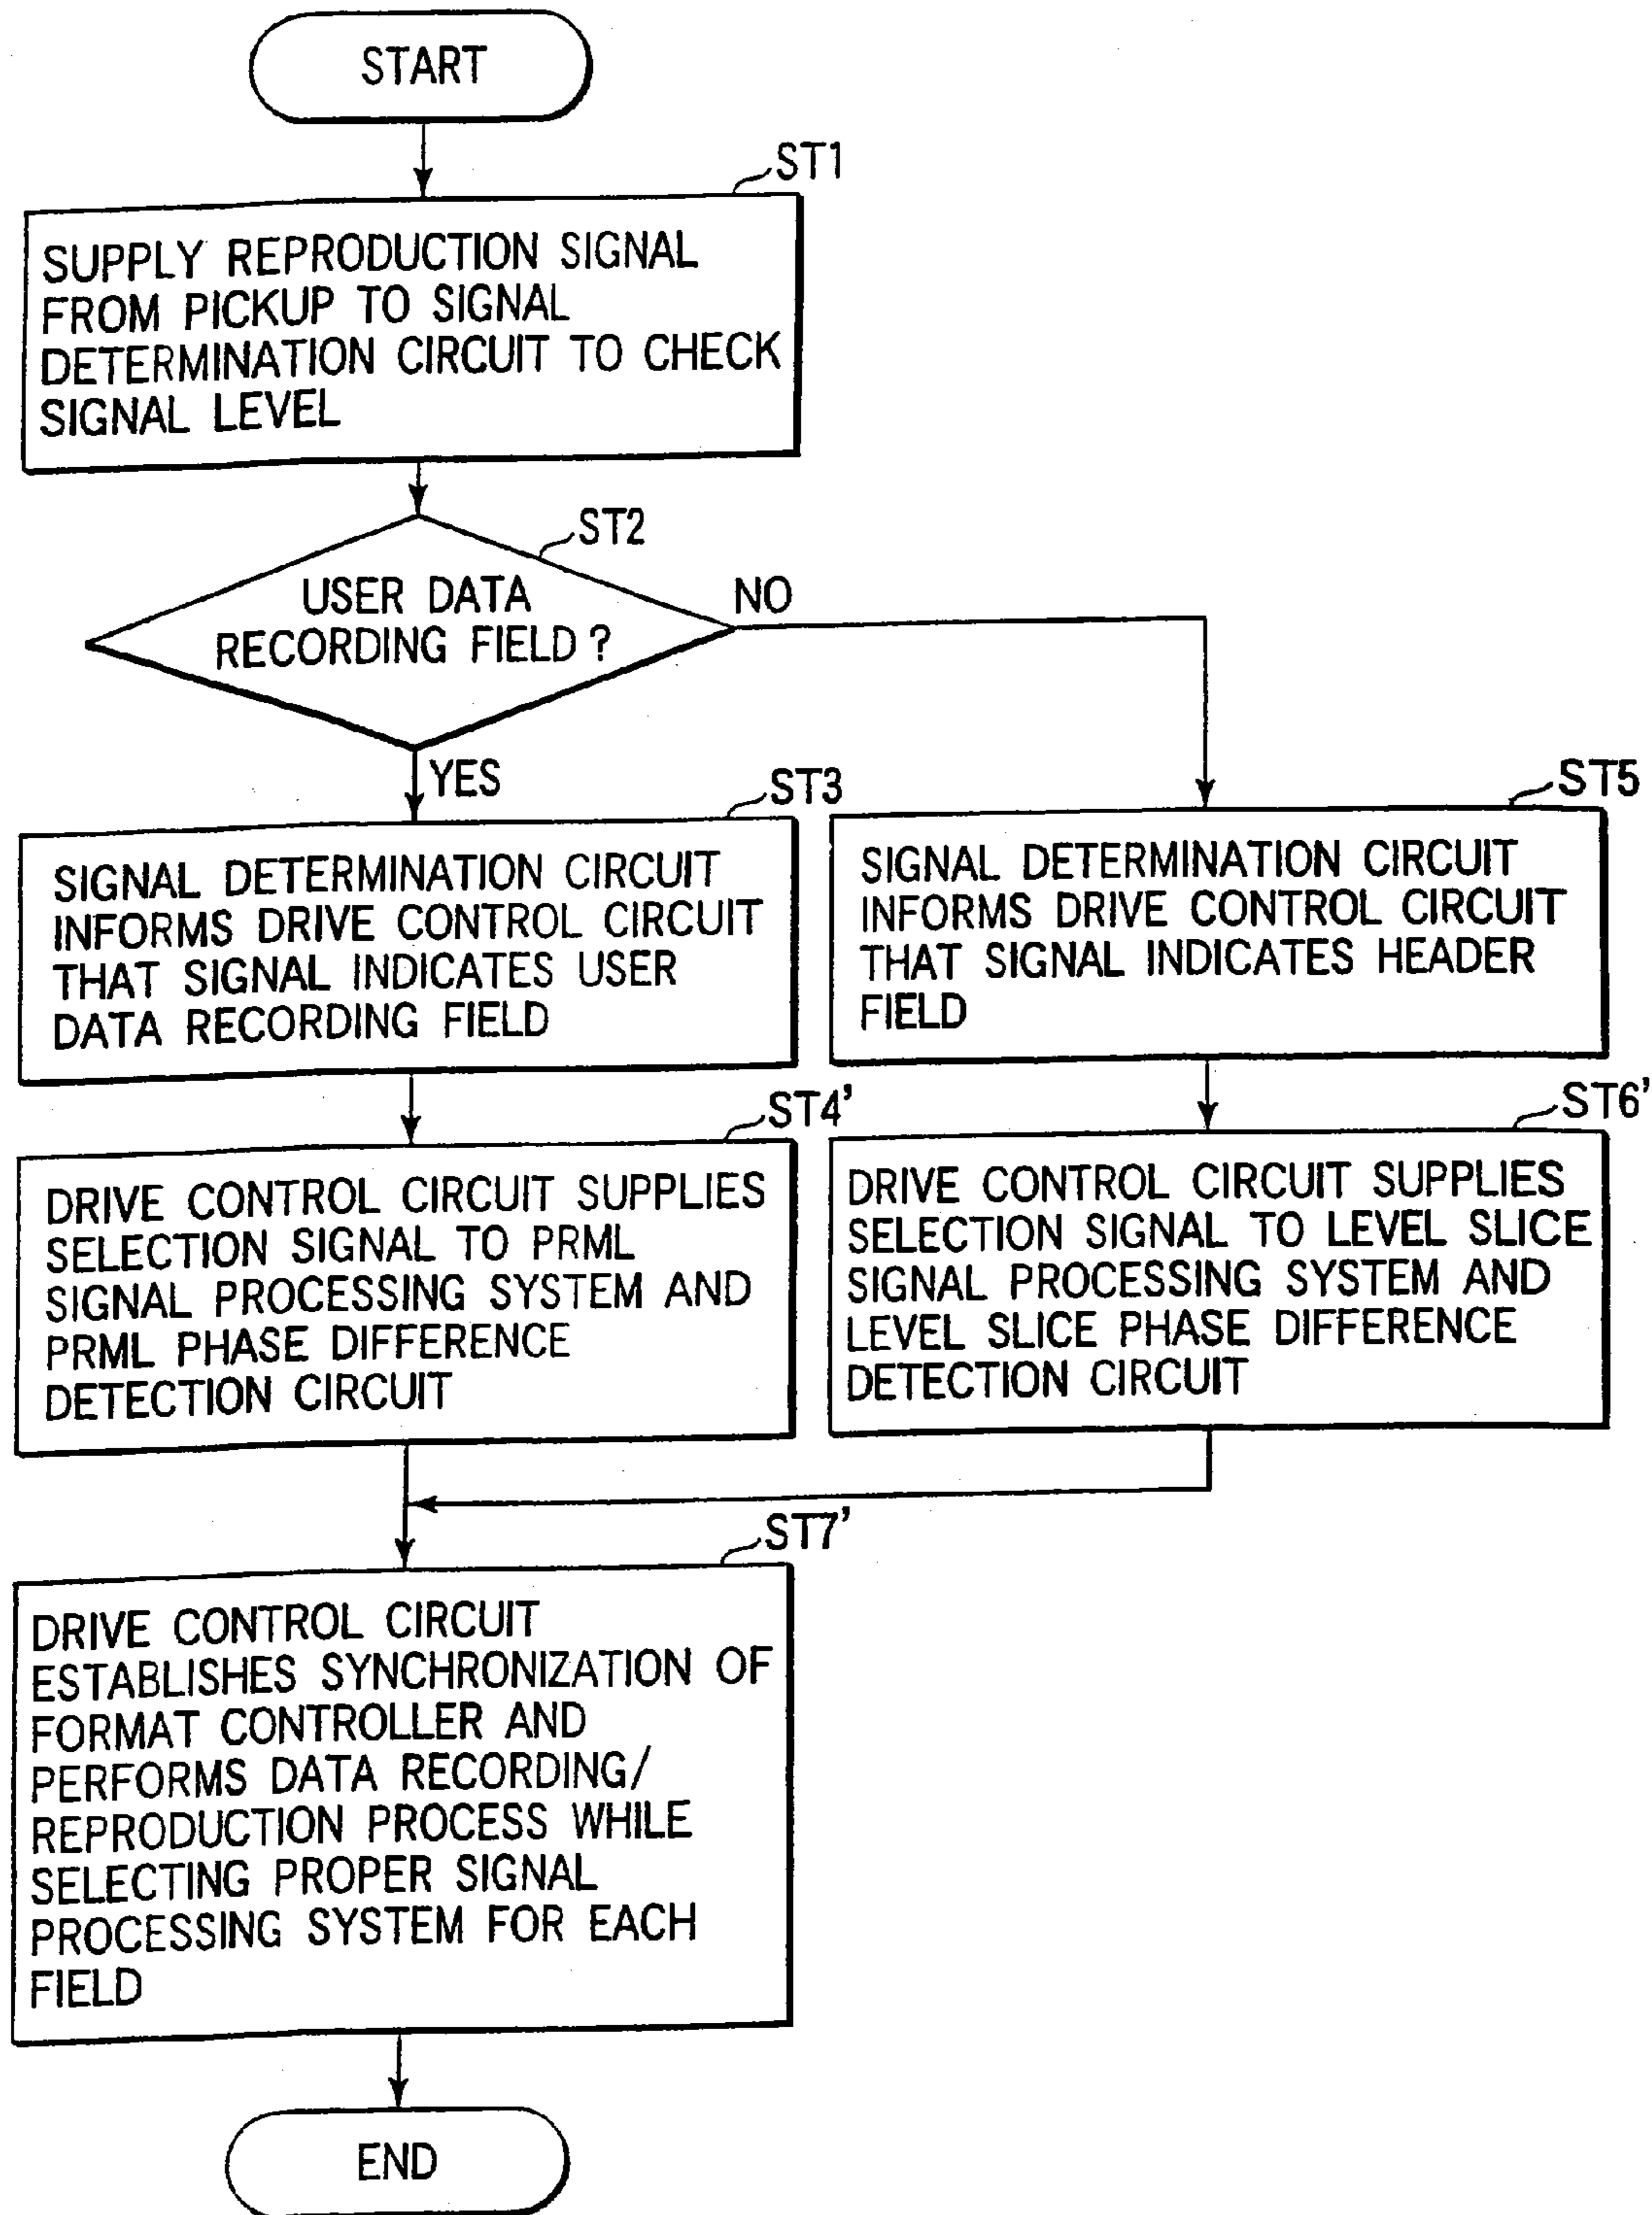 START
ST1
SUPPLY REPRODUCTION SIGNAL
FROM PICKUP TO SIGNAL
DETERMINATION CIRCUIT TO CHECK
SIGNAL LEVEL
ST2
USER DATA
RECORDING FIELD?
NO
YES
ST3
SIGNAL DETERMINATION CIRCUIT
INFORMS DRIVE CONTROL CIRCUIT
THAT SIGNAL INDICATES USER
DATA RECORDING FIELD
ST5
SIGNAL DETERMINATION CIRCUIT
INFORMS DRIVE CONTROL CIRCUIT
THAT SIGNAL INDICATES HEADER
FIELD
ST4'
DRIVE CONTROL CIRCUIT SUPPLIES
SELECTION SIGNAL TO PRML
SIGNAL PROCESSING SYSTEM AND
PRML PHASE DIFFERENCE
DETECTION CIRCUIT
ST6'
DRIVE CONTROL CIRCUIT SUPPLIES
SELECTION SIGNAL TO LEVEL SLICE
SIGNAL PROCESSING SYSTEM AND
LEVEL SLICE PHASE DIFFERENCE
DETECTION CIRCUIT
ST7'
DRIVE CONTROL CIRCUIT
ESTABLISHES SYNCHRONIZATION OF
FORMAT CONTROLLER AND
PERFORMS DATA RECORDING/
REPRODUCTION PROCESS WHILE
SELECTING PROPER SIGNAL
PROCESSING SYSTEM FOR EACH
FIELD
END